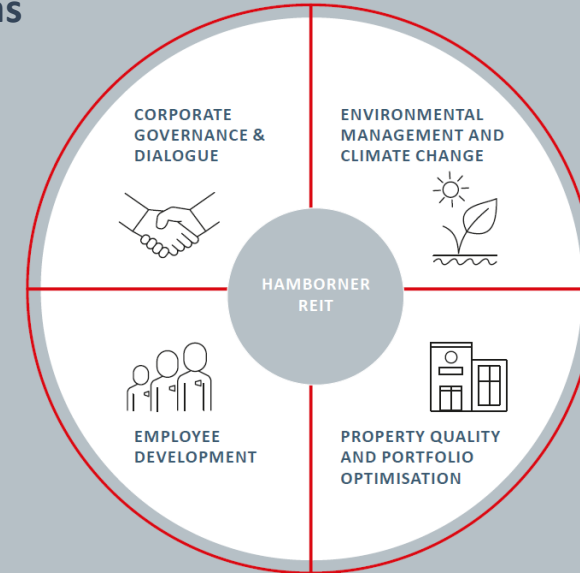 CORPORATE
GOVERNANCE &
DIALOGUE
ENVIRONMENTAL
MANAGEMENT AND
CLIMATE CHANGE
HAMBORNER
REIT
EMPLOYEE
DEVELOPMENT
PROPERTY QUALITY
AND PORTFOLIO
OPTIMISATION